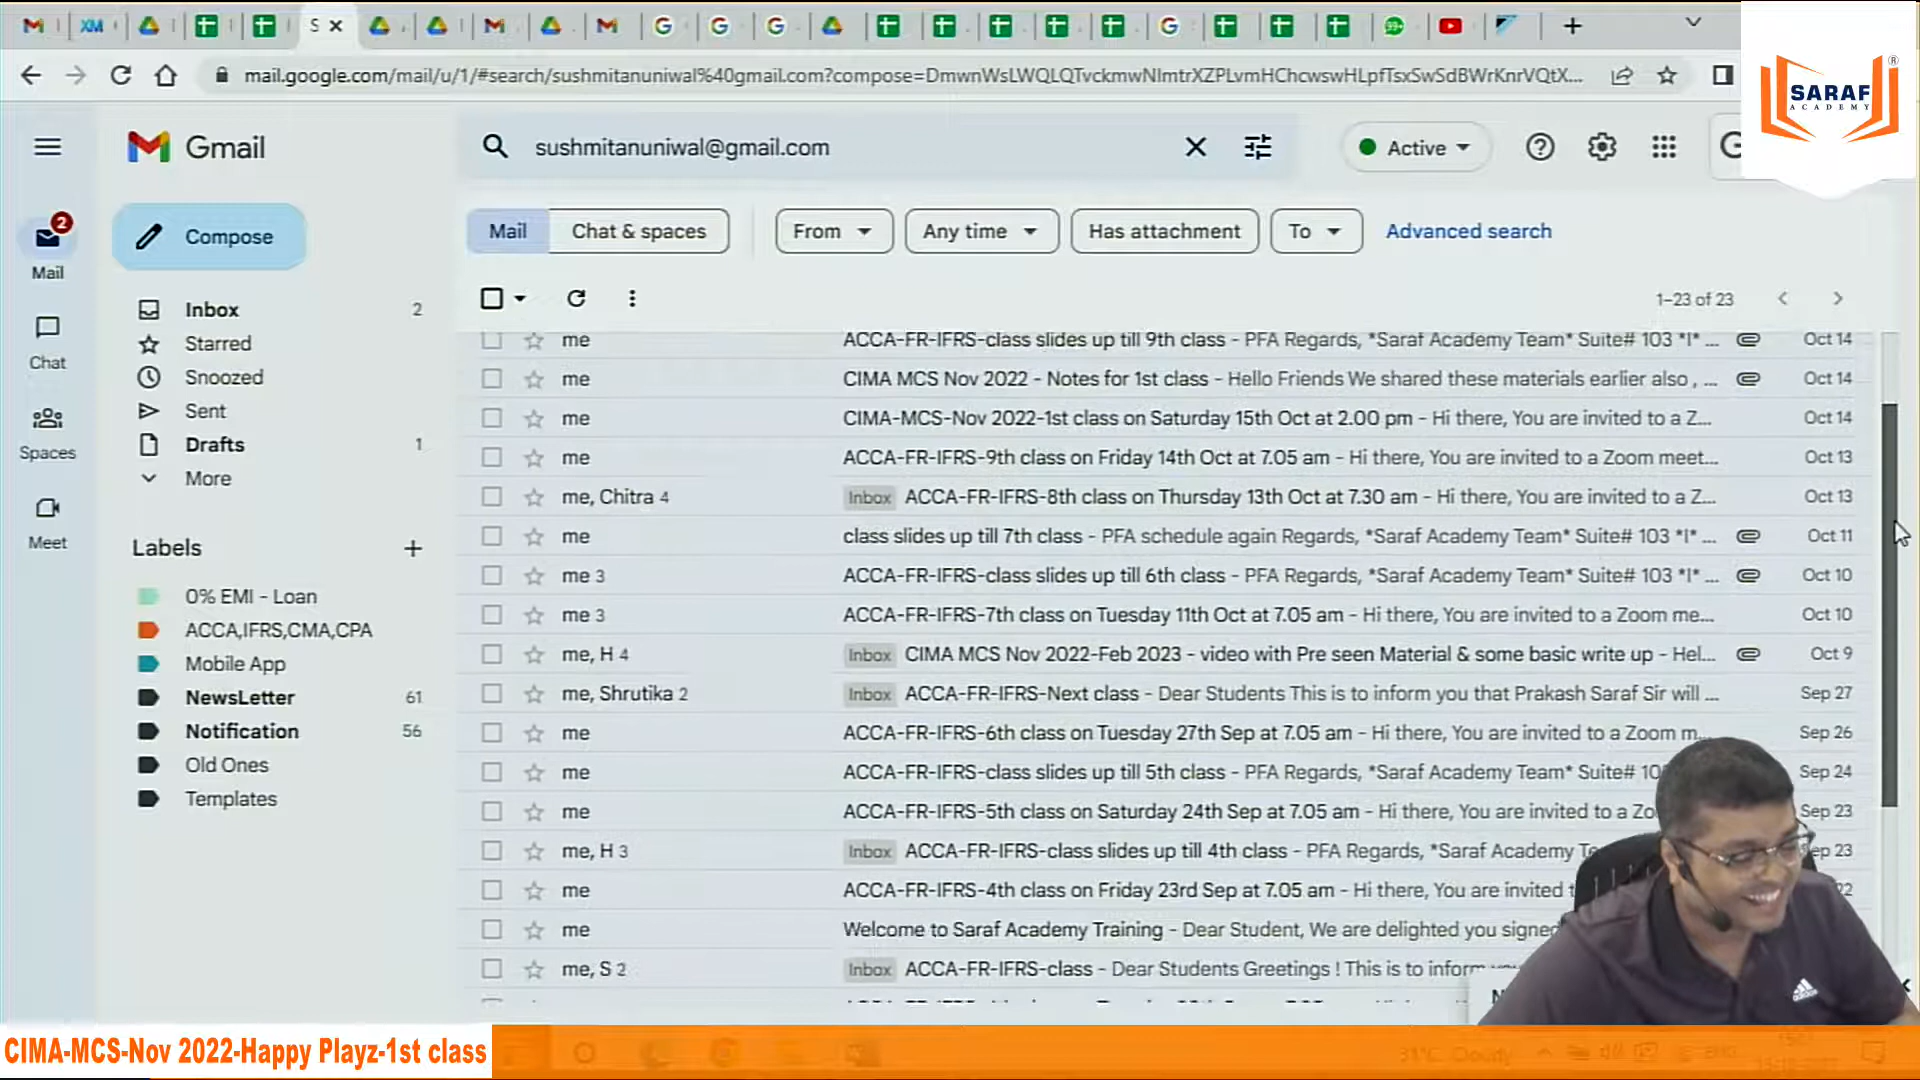 S
XM
99+
mail.google.com/mail/u/1/#search/sushmitanuniwal%40gmail.com?compose=DmwnWsLWQLQTvckmwNlmtrXZPLvmHChcwswHLpfTsxSwSdBWrKnrVQtX...
SARAF
ACADEMY
®
Gmail
sushmitanuniwal@gmail.com
Active
G
2
Mail
Chat
Spaces
Meet
Compose
Inbox 2
Starred
Snoozed
Sent
Drafts 1
More
Labels
0% EMI - Loan
ACCA,IFRS,CMA,CPA
Mobile App
NewsLetter 61
Notification 56
Old Ones
Templates
Mail Chat & spaces From Any time Has attachment To Advanced search
1–23 of 23
me ACCA-FR-IFRS-class slides up till 9th class - PFA Regards, *Saraf Academy Team* Suite# 103 *I* ... Oct 14
me CIMA MCS Nov 2022 - Notes for 1st class - Hello Friends We shared these materials earlier also , ... Oct 14
me CIMA-MCS-Nov 2022-1st class on Saturday 15th Oct at 2.00 pm - Hi there, You are invited to a Z... Oct 14
me ACCA-FR-IFRS-9th class on Friday 14th Oct at 7.05 am - Hi there, You are invited to a Zoom meet... Oct 13
me, Chitra 4 Inbox ACCA-FR-IFRS-8th class on Thursday 13th Oct at 7.30 am - Hi there, You are invited to a Z... Oct 13
me class slides up till 7th class - PFA schedule again Regards, *Saraf Academy Team* Suite# 103 *I* ... Oct 11
me 3 ACCA-FR-IFRS-class slides up till 6th class - PFA Regards, *Saraf Academy Team* Suite# 103 *I* ... Oct 10
me 3 ACCA-FR-IFRS-7th class on Tuesday 11th Oct at 7.05 am - Hi there, You are invited to a Zoom me... Oct 10
me, H 4 Inbox CIMA MCS Nov 2022-Feb 2023 - video with Pre seen Material & some basic write up - Hel... Oct 9
me, Shrutika 2 Inbox ACCA-FR-IFRS-Next class - Dear Students This is to inform you that Prakash Saraf Sir will ... Sep 27
me ACCA-FR-IFRS-6th class on Tuesday 27th Sep at 7.05 am - Hi there, You are invited to a Zoom m... Sep 26
me ACCA-FR-IFRS-class slides up till 5th class - PFA Regards, *Saraf Academy Team* Suite# 10 Sep 24
me ACCA-FR-IFRS-5th class on Saturday 24th Sep at 7.05 am - Hi there, You are invited to a Zo Sep 23
me, H 3 Inbox ACCA-FR-IFRS-class slides up till 4th class - PFA Regards, *Saraf Academy Te ep 23
me ACCA-FR-IFRS-4th class on Friday 23rd Sep at 7.05 am - Hi there, You are invited t 22
me Welcome to Saraf Academy Training - Dear Student, We are delighted you signed
me, S 2 Inbox ACCA-FR-IFRS-class - Dear Students Greetings ! This is to inform
CIMA-MCS-Nov 2022-Happy Playz-1st class
31°C Cloudy